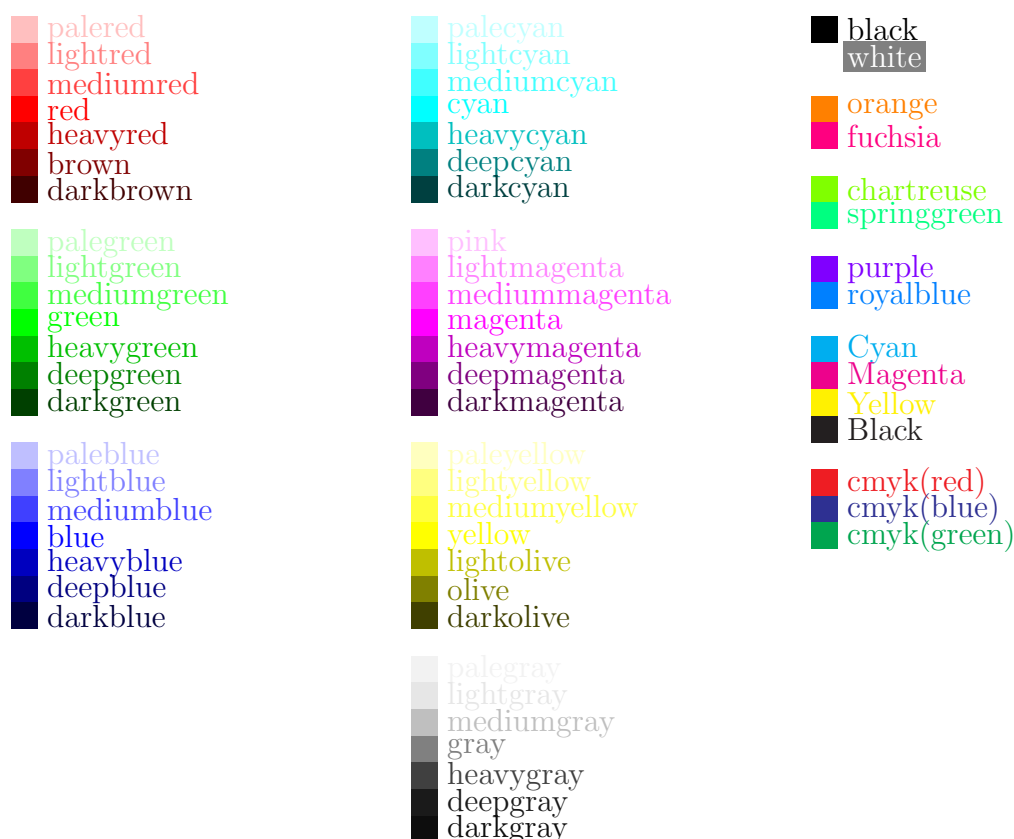 palered
lightred
mediumred
red
heavyred
brown
darkbrown
palegreen
lightgreen
mediumgreen
green
heavygreen
deepgreen
darkgreen
paleblue
lightblue
mediumblue
blue
heavyblue
deepblue
darkblue
palecyan
lightcyan
mediumcyan
cyan
heavycyan
deepcyan
darkcyan
pink
lightmagenta
mediummagenta
magenta
heavymagenta
deepmagenta
darkmagenta
paleyellow
lightyellow
mediumyellow
yellow
lightolive
olive
darkolive
palegray
lightgray
mediumgray
gray
heavygray
deepgray
darkgray
black
white
orange
fuchsia
chartreuse
springgreen
purple
royalblue
Cyan
Magenta
Yellow
Black
cmyk(red)
cmyk(blue)
cmyk(green)